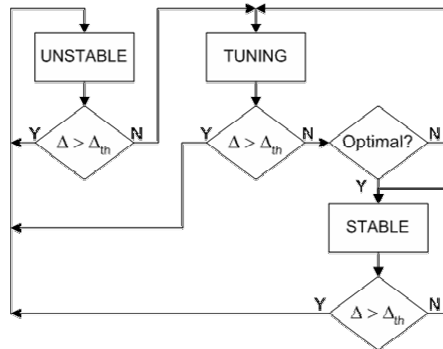 UNSTABLE
TUNING
Y
Δ > Δth
N
Y
Δ > Δth
N
Optimal?
N
Y
STABLE
Y
Δ > Δth
N